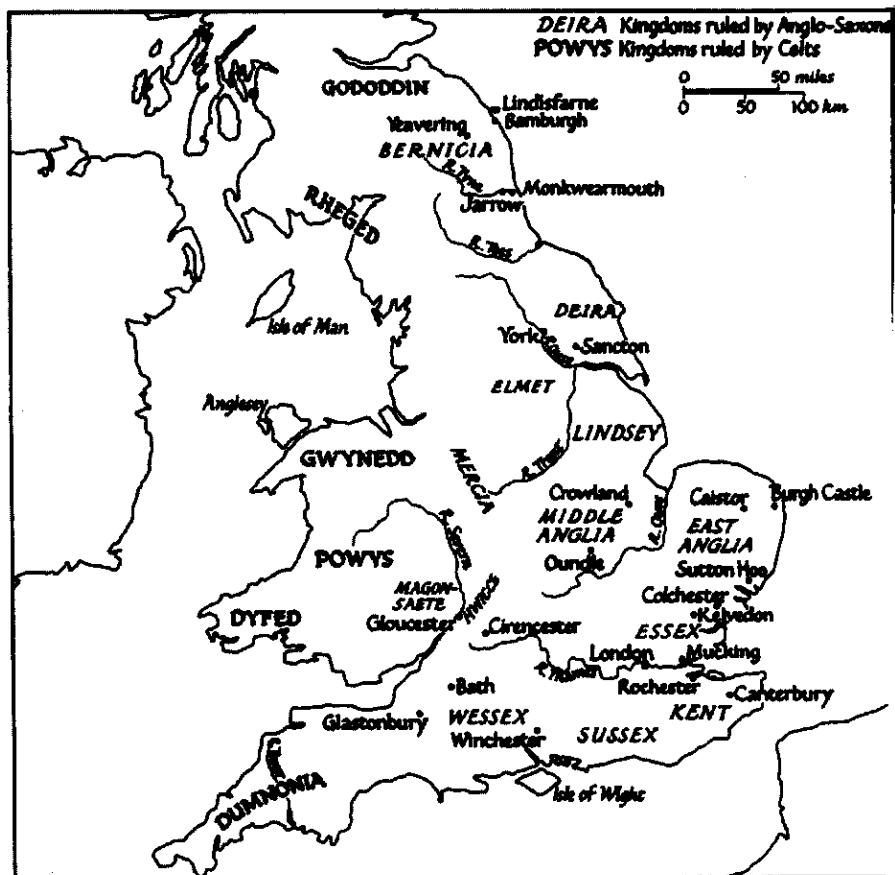 DEIRA Kingdoms ruled by Anglo-Saxons
POWYS Kingdoms ruled by Celts
0 50 miles
0 50 100 km
GODODDIN
Lindisfarne
Bamburgh
Yeavering
BERNICIA
R. Tyne
Monkwearmouth
Jarrow
RHEGED
R. Tees
Isle of Man
DEIRA
York
R. Ouse
Sancton
ELMET
Anglesey
LINDSEY
GWYNEDD
MERCIA
R. Trent
Crowland
Caistor
Burgh Castle
MIDDLE
ANGLIA
R. Ouse
EAST
ANGLIA
R. Severn
POWYS
Oundle
Sutton Hoo
MAGON-
SAETE
HWICCE
Colchester
Kelvedon
DYFED
Gloucester
Cirencester
ESSEX
London
Mucking
R. Thames
Rochester
Canterbury
Bath
KENT
Glastonbury
WESSEX
Winchester
SUSSEX
Isle of Wight
DUMNONIA